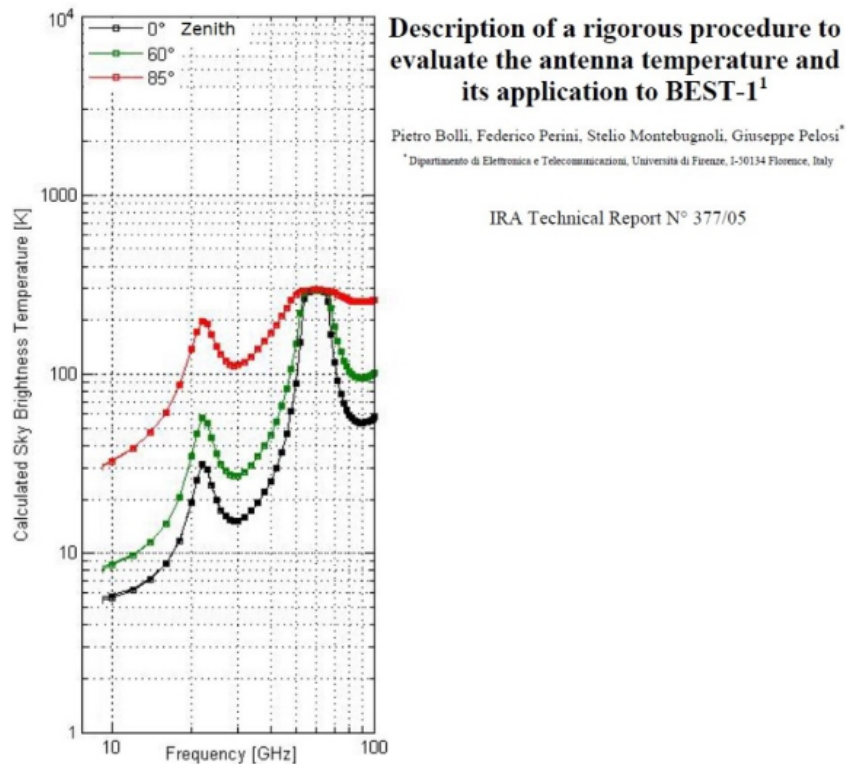 10⁴
0° Zenith
60°
85°
1000
100
10
1
Calculated Sky Brightness Temperature [K]
10
100
Frequency [GHz]
Description of a rigorous procedure to
evaluate the antenna temperature and
its application to BEST-1¹
Pietro Bolli, Federico Perini, Stelio Montebugnoli, Giuseppe Pelosi*
* Dipartimento di Elettronica e Telecomunicazioni, Università di Firenze, I-50134 Florence, Italy
IRA Technical Report N° 377/05